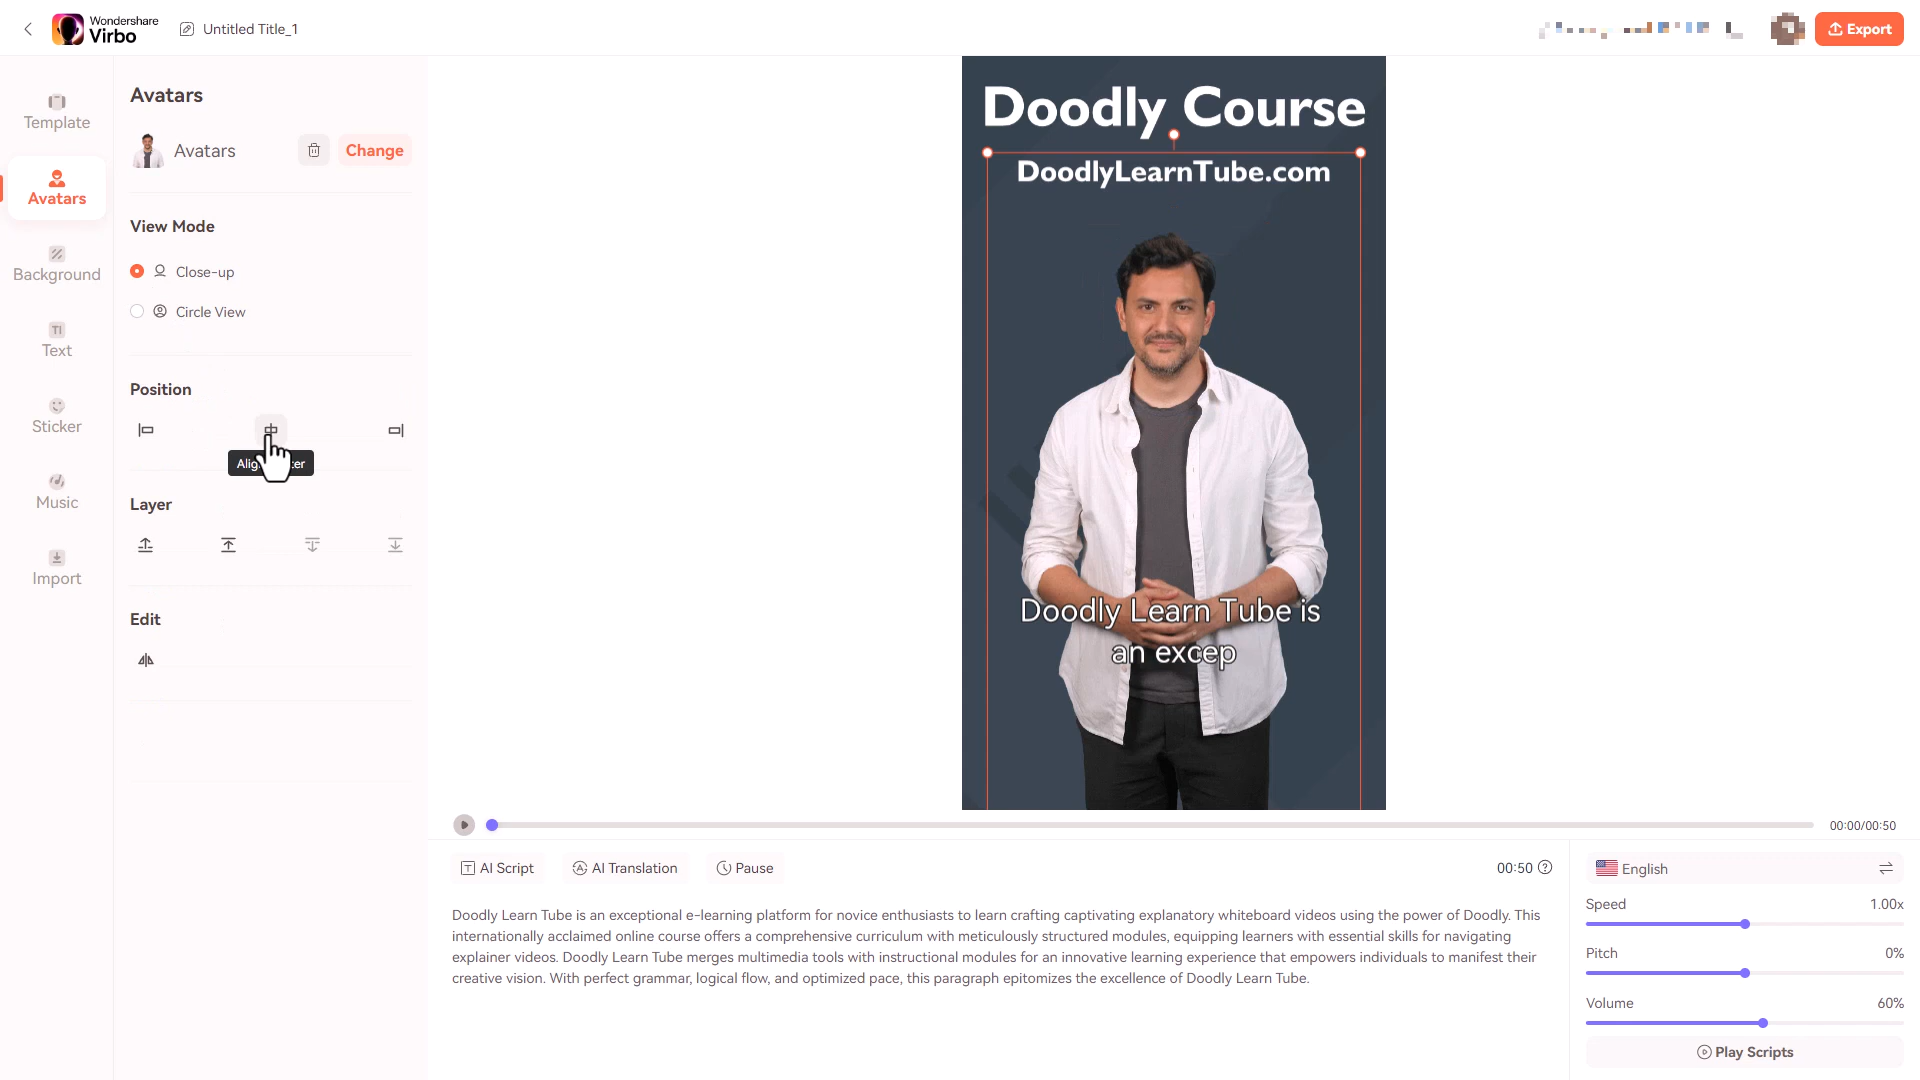 Wondershare
Virbo
Untitled Title_1
Export
Template
Avatars
Background
Text
Sticker
Music
Import
Avatars
Avatars
Change
View Mode
Close-up
Circle View
Position
Layer
Edit
Doodly Course
DoodlyLearnTube.com
Doodly Learn Tube is
an excep
00:00/00:50
AI Script
AI Translation
Pause
00:50
Doodly Learn Tube is an exceptional e-learning platform for novice enthusiasts to learn crafting captivating explanatory whiteboard videos using the power of Doodly. This
internationally acclaimed online course offers a comprehensive curriculum with meticulously structured modules, equipping learners with essential skills for navigating
explainer videos. Doodly Learn Tube merges multimedia tools with instructional modules for an innovative learning experience that empowers individuals to manifest their
creative vision. With perfect grammar, logical flow, and optimized pace, this paragraph epitomizes the excellence of Doodly Learn Tube.
English
Speed 1.00x
Pitch 0%
Volume 60%
Play Scripts